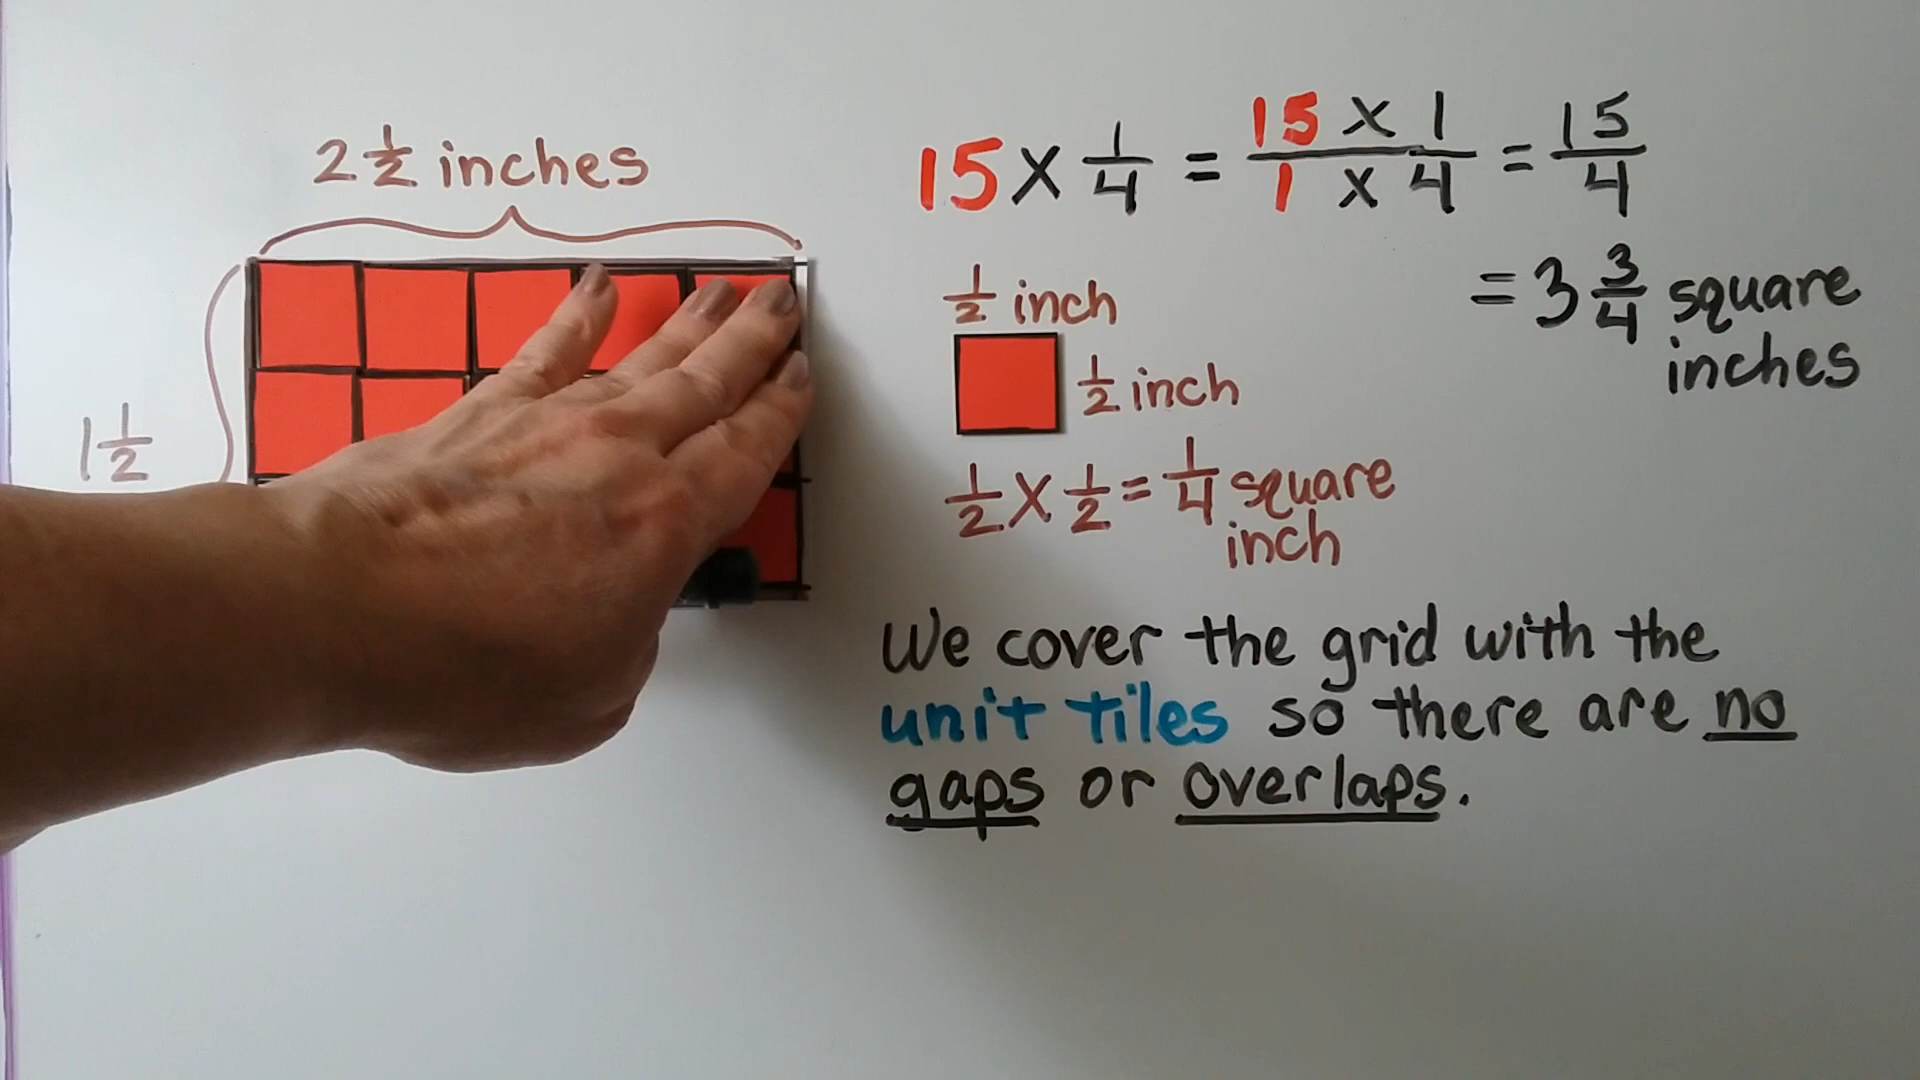 2 1/2 inches
1 1/2
15 x 1/4 = 15 x 1 / 1 x 4 = 15/4
= 3 3/4 square
inches
1/2 inch
1/2 inch
1/2 x 1/2 = 1/4 square
inch
We cover the grid with the
unit tiles so there are no
gaps or overlaps.